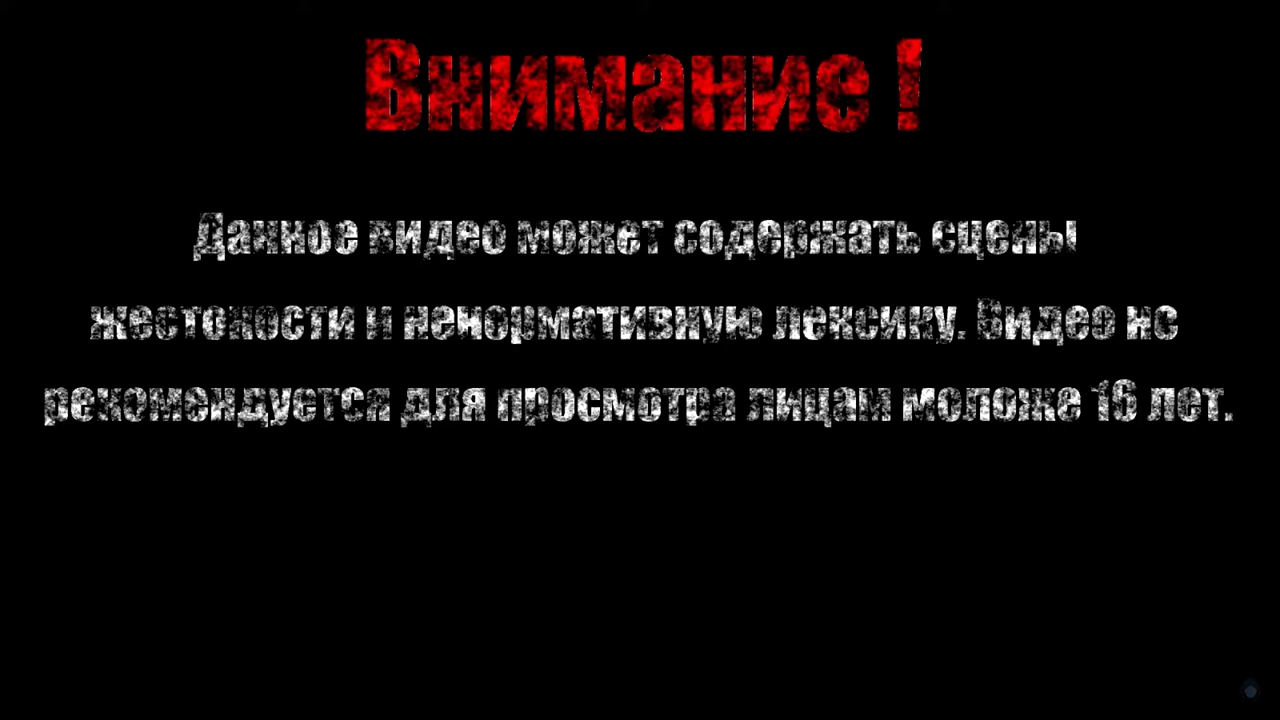 Внимание !
Данное видео может содержать сцены
жестокости и ненормативную лексику. Видео не
рекомендуется для просмотра лицам моложе 16 лет.